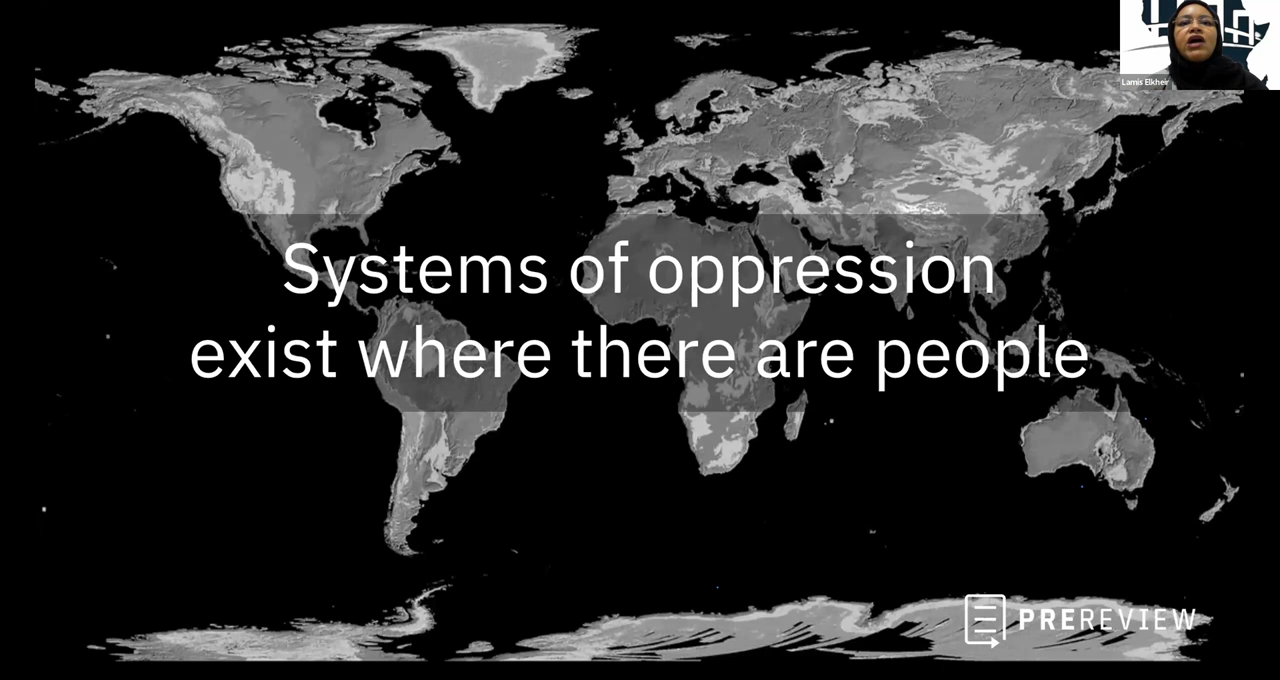 Lamis Elkheir
Systems of oppression
exist where there are people
PREREVIEW